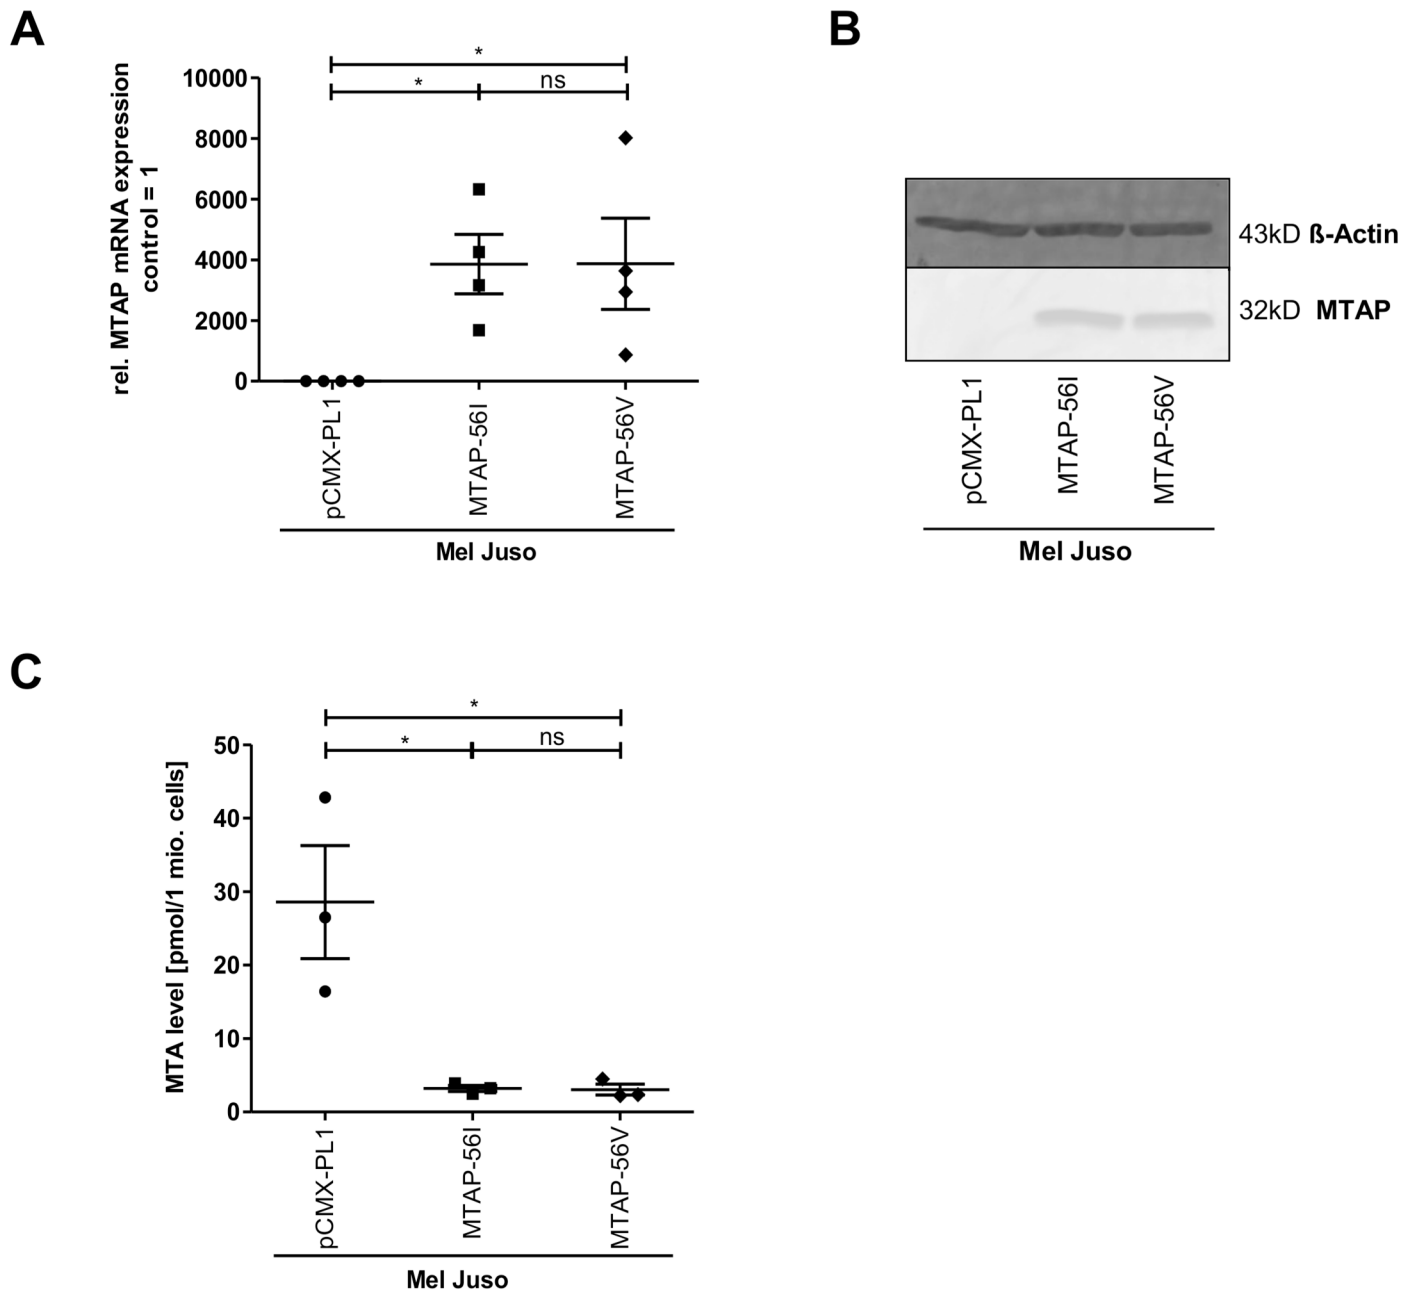 A
*
* ns
10000
8000
6000
4000
2000
0
rel. MTAP mRNA expression
control = 1
pCMX-PL1
MTAP-56I
MTAP-56V
Mel Juso
B
43kD ß-Actin
32kD MTAP
pCMX-PL1
MTAP-56I
MTAP-56V
Mel Juso
C
*
* ns
50
40
30
20
10
0
MTA level [pmol/1 mio. cells]
pCMX-PL1
MTAP-56I
MTAP-56V
Mel Juso